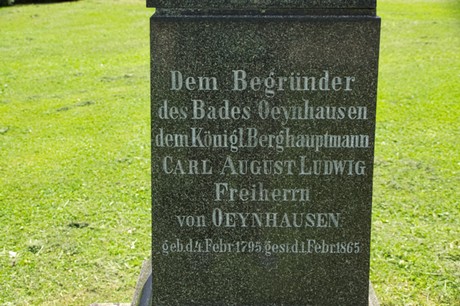 Dem Begründer
des Bades Oeynhausen
dem Königl.Berghauptmann
CARL AUGUST LUDWIG
Freiherrn
von OEYNHAUSEN
geb.d.4.Febr.1795.gest.d.1.Febr.1865